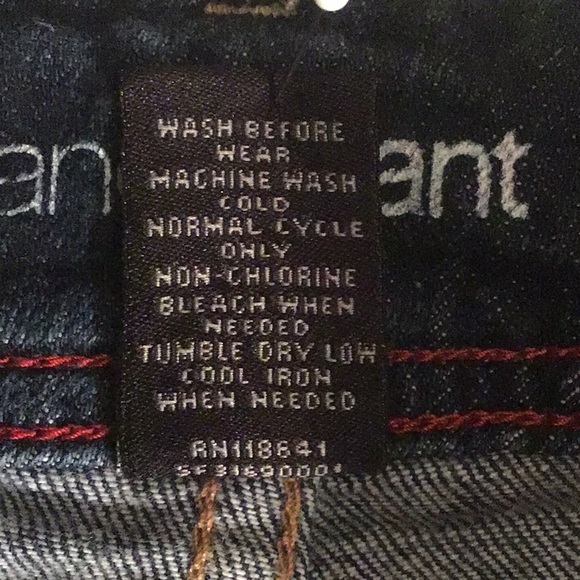 WASH BEFORE
WEAR
MACHINE WASH
COLD
NORMAL CYCLE
ONLY
NON-CHLORINE
BLEACH WHEN
NEEDED
TUMBLE DRY LOW
COOL IRON
WHEN NEEDED
RN118641